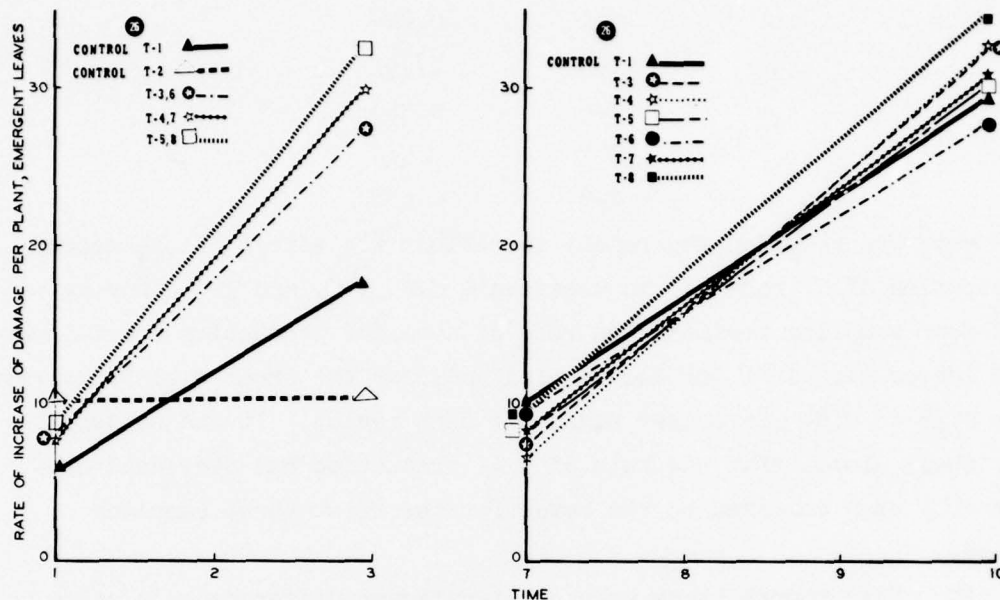 RATE OF INCREASE OF DAMAGE PER PLANT, EMERGENT LEAVES
26
CONTROL T-1
CONTROL T-2
T-3,6
T-4,7
T-5,8
30
20
10
0
1 2 3
26
CONTROL T-1
T-3
T-4
T-5
T-6
T-7
T-8
30
20
10
0
7 8 9 10
TIME